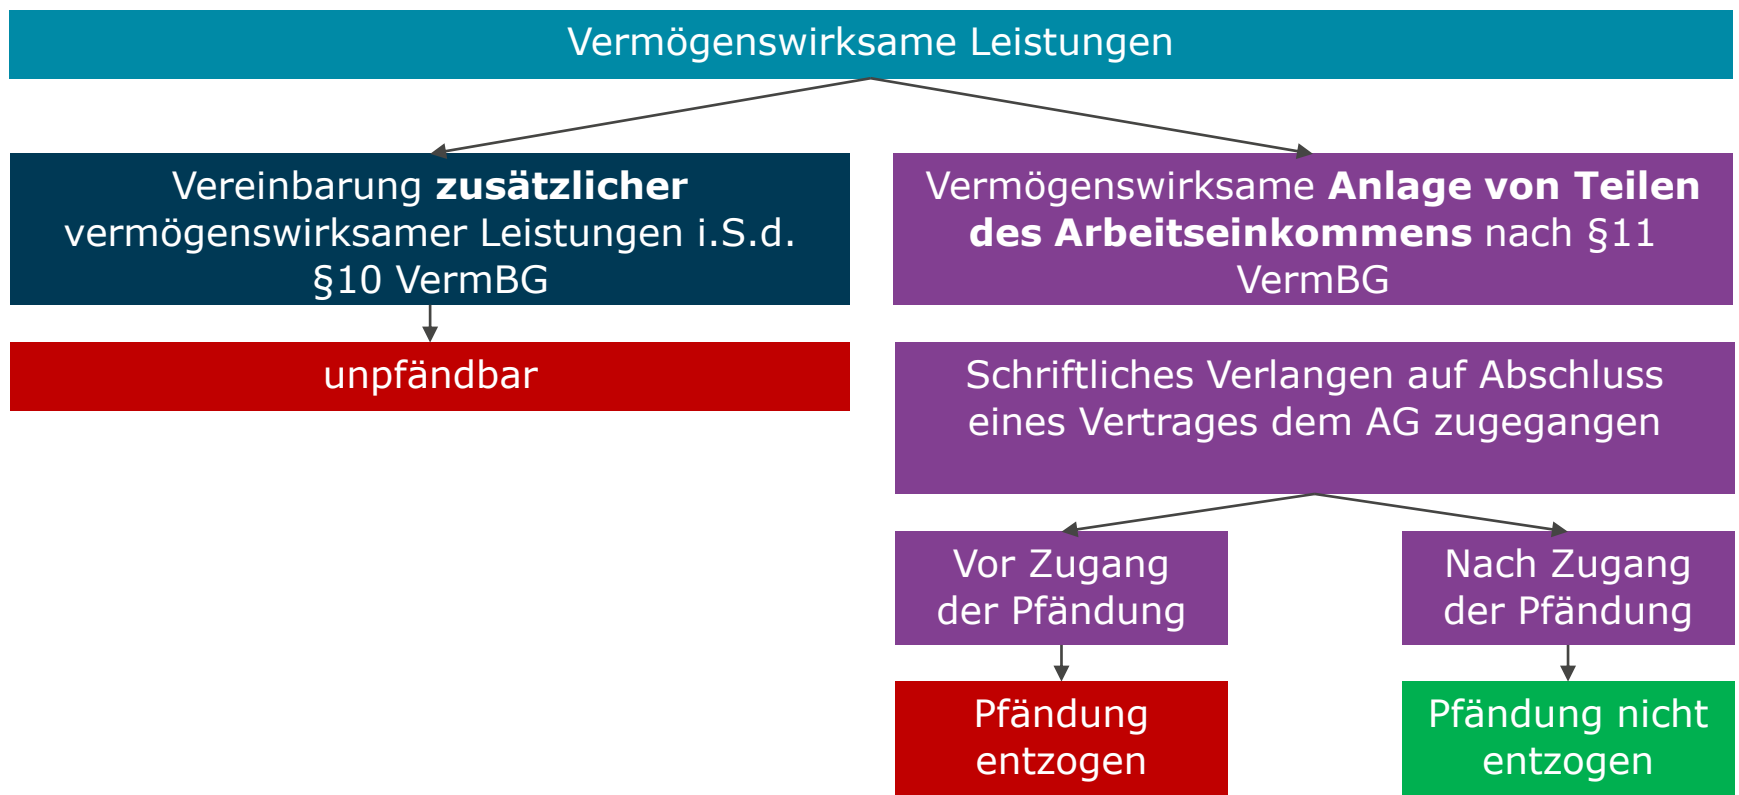 Vermögenswirksame Leistungen
Vereinbarung zusätzlicher
vermögenswirksamer Leistungen i.S.d.
§10 VermBG
unpfändbar
Vermögenswirksame Anlage von Teilen
des Arbeitseinkommens nach §11
VermBG
Schriftliches Verlangen auf Abschluss
eines Vertrages dem AG zugegangen
Vor Zugang
der Pfändung
Pfändung
entzogen
Nach Zugang
der Pfändung
Pfändung nicht
entzogen